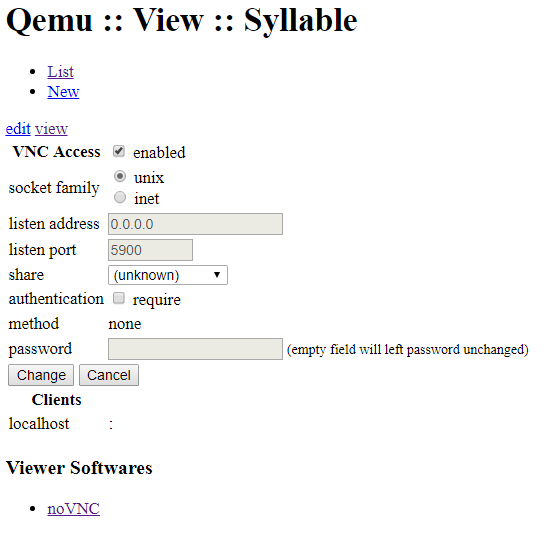 Qemu :: View :: Syllable
List
New
edit view
VNC Access enabled
socket family unix
inet
listen address 0.0.0.0
listen port 5900
share (unknown)
authentication require
method none
password (empty field will left password unchanged)
Change Cancel
Clients
localhost :
Viewer Softwares
noVNC